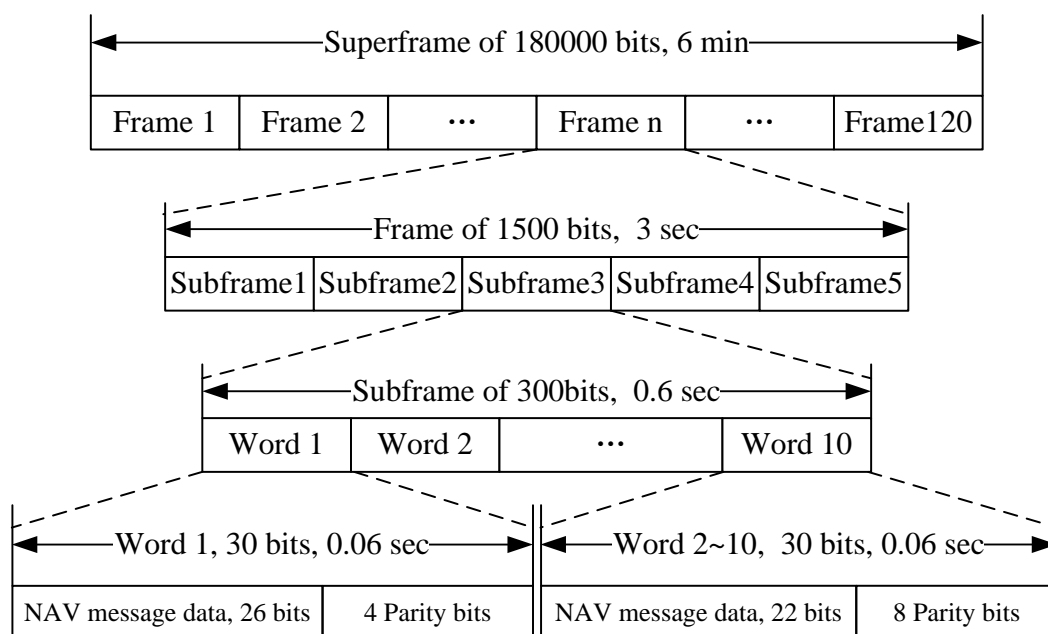 Superframe of 180000 bits, 6 min
Frame 1 Frame 2 ... Frame n ... Frame120
Frame of 1500 bits, 3 sec
Subframe1 Subframe2 Subframe3 Subframe4 Subframe5
Subframe of 300bits, 0.6 sec
Word 1 Word 2 ... Word 10
Word 1, 30 bits, 0.06 sec Word 2~10, 30 bits, 0.06 sec
NAV message data, 26 bits 4 Parity bits NAV message data, 22 bits 8 Parity bits